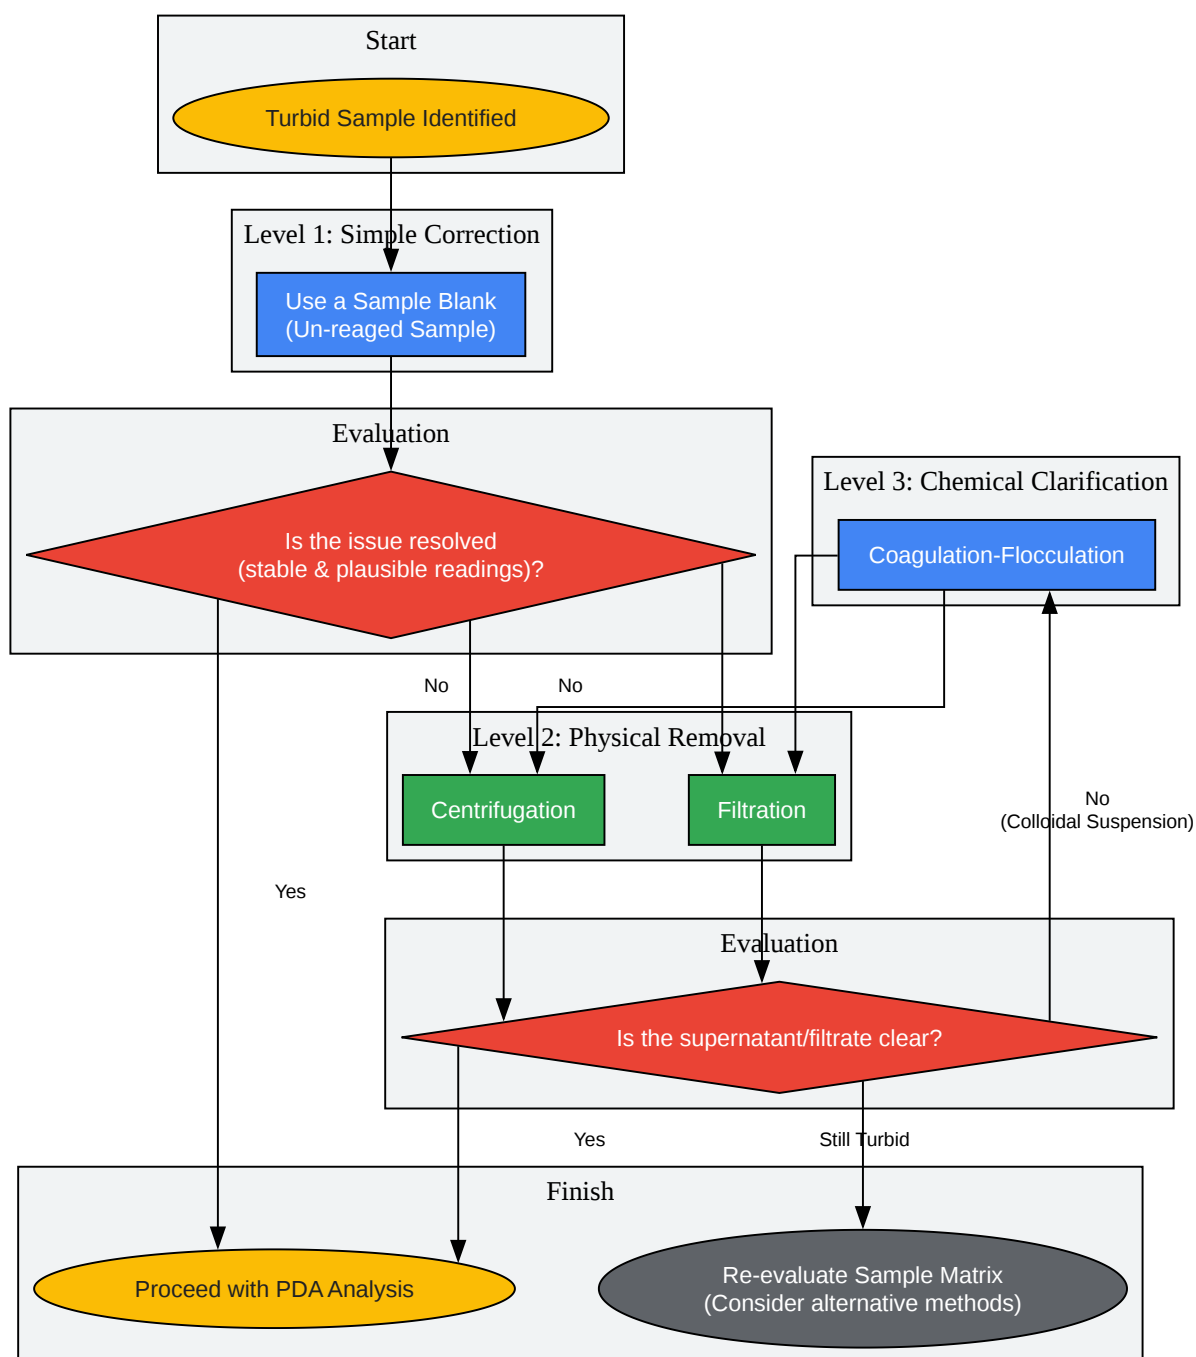 Start
Turbid Sample Identified
Level 1: Simple Correction
Use a Sample Blank
(Un-reaged Sample)
Evaluation
Is the issue resolved
(stable & plausible readings)?
Level 3: Chemical Clarification
Coagulation-Flocculation
No
No
Level 2: Physical Removal
Centrifugation
Filtration
No
(Colloidal Suspension)
Yes
Evaluation
Is the supernatant/filtrate clear?
Yes
Still Turbid
Finish
Proceed with PDA Analysis
Re-evaluate Sample Matrix
(Consider alternative methods)